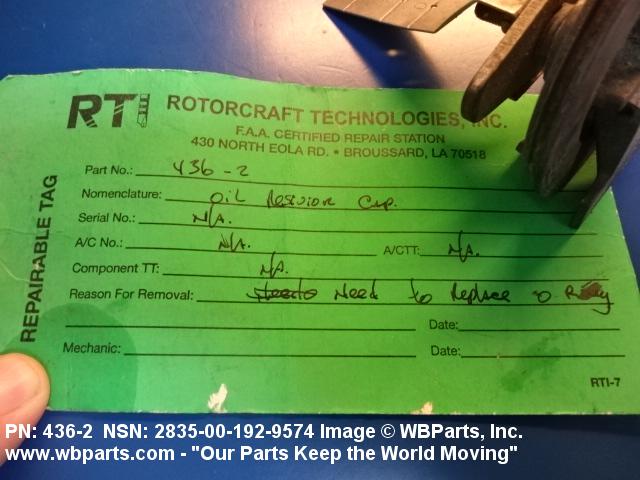 RTI ROTORCRAFT TECHNOLOGIES, INC.
F.A.A. CERTIFIED REPAIR STATION
430 NORTH EOLA RD. • BROUSSARD, LA 70518
REPAIRABLE TAG
Part No.: 436-2
Nomenclature: Oil Resivior Cap.
Serial No.: N/A.
A/C No.: N/A. A/CTT: N/A.
Component TT: N/A.
Reason For Removal: Need to Replace O Ring
Date:
Mechanic: Date:
RTI-7
PN: 436-2 NSN: 2835-00-192-9574 Image © WBParts, Inc.
www.wbparts.com - "Our Parts Keep the World Moving"